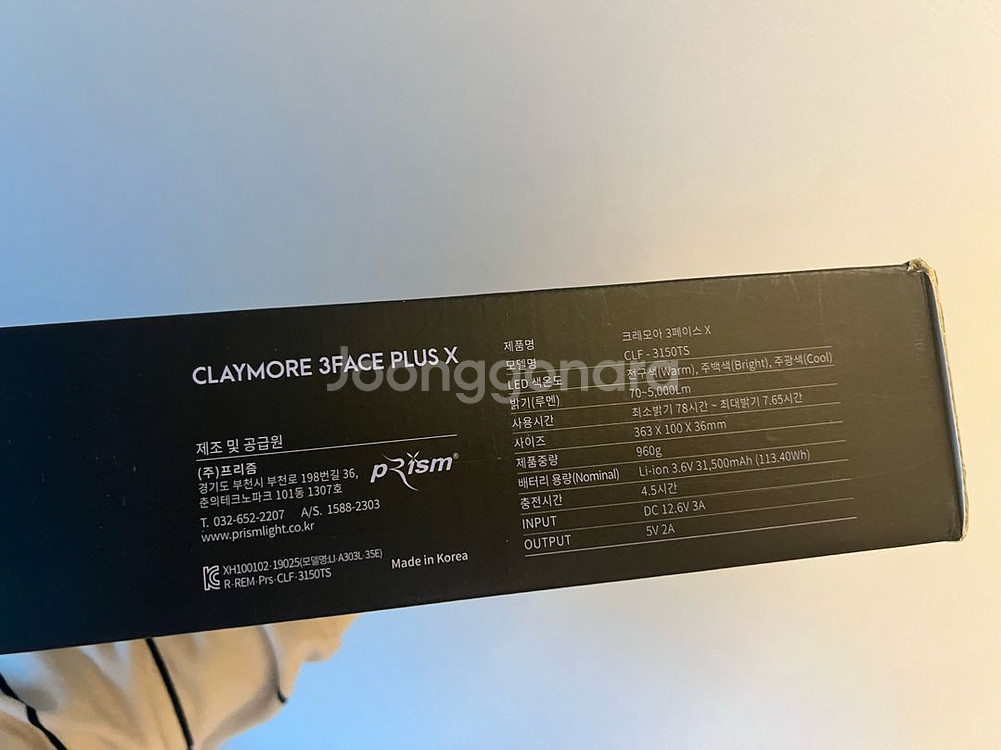 CLAYMORE 3FACE PLUS X
제조 및 공급원
(주)프리즘
경기도 부천시 부천로 198번길 36,
춘의테크노파크 101동 1307호
T. 032-652-2207 A/S. 1588-2303
www.prismlight.co.kr
prism®
XH100102-19025(모델명:LI-A303L-35E)
R-REM-Prs-CLF-3150TS
Made in Korea
제품명 크레모아 3페이스 X
모델명 CLF - 3150TS
LED 색온도 전구색(Warm), 주백색(Bright), 주광색(Cool)
밝기(루멘) 70~5,000Lm
사용시간 최소밝기 78시간 ~ 최대밝기 7.65시간
사이즈 363 X 100 X 36mm
제품중량 960g
배터리 용량(Nominal) Li-ion 3.6V 31,500mAh (113.40Wh)
충전시간 4.5시간
INPUT DC 12.6V 3A
OUTPUT 5V 2A
Joonggonara